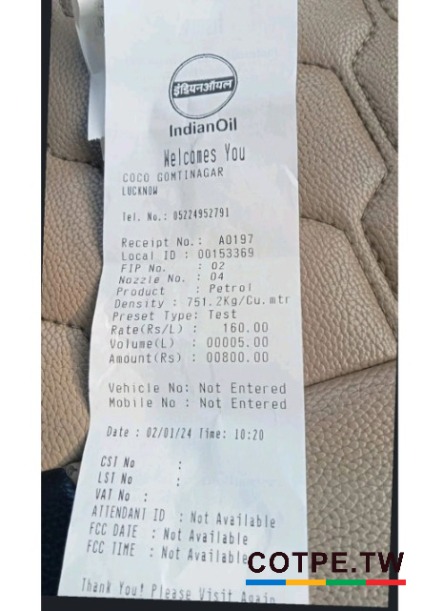 इंडियनऑयल
IndianOil
Welcomes You
COCO GOMTINAGAR
LUCKNOW
Tel. No.: 05224952791
Receipt No.: A0197
Local ID : 00153369
FIP No. : 02
Nozzle No. : 04
Product : Petrol
Density : 751.2Kg/Cu.mtr
Preset Type: Test
Rate(Rs/L) : 160.00
Volume(L) : 00005.00
Amount(Rs) : 00800.00
Vehicle No: Not Entered
Mobile No : Not Entered
Date : 02/01/24 Time: 10:20
CST No :
LST No :
VAT No :
ATTENDANT ID : Not Available
FCC DATE : Not Available
FCC TIME : Not Available
Thank You! Please Visit Again
COTPE.TW